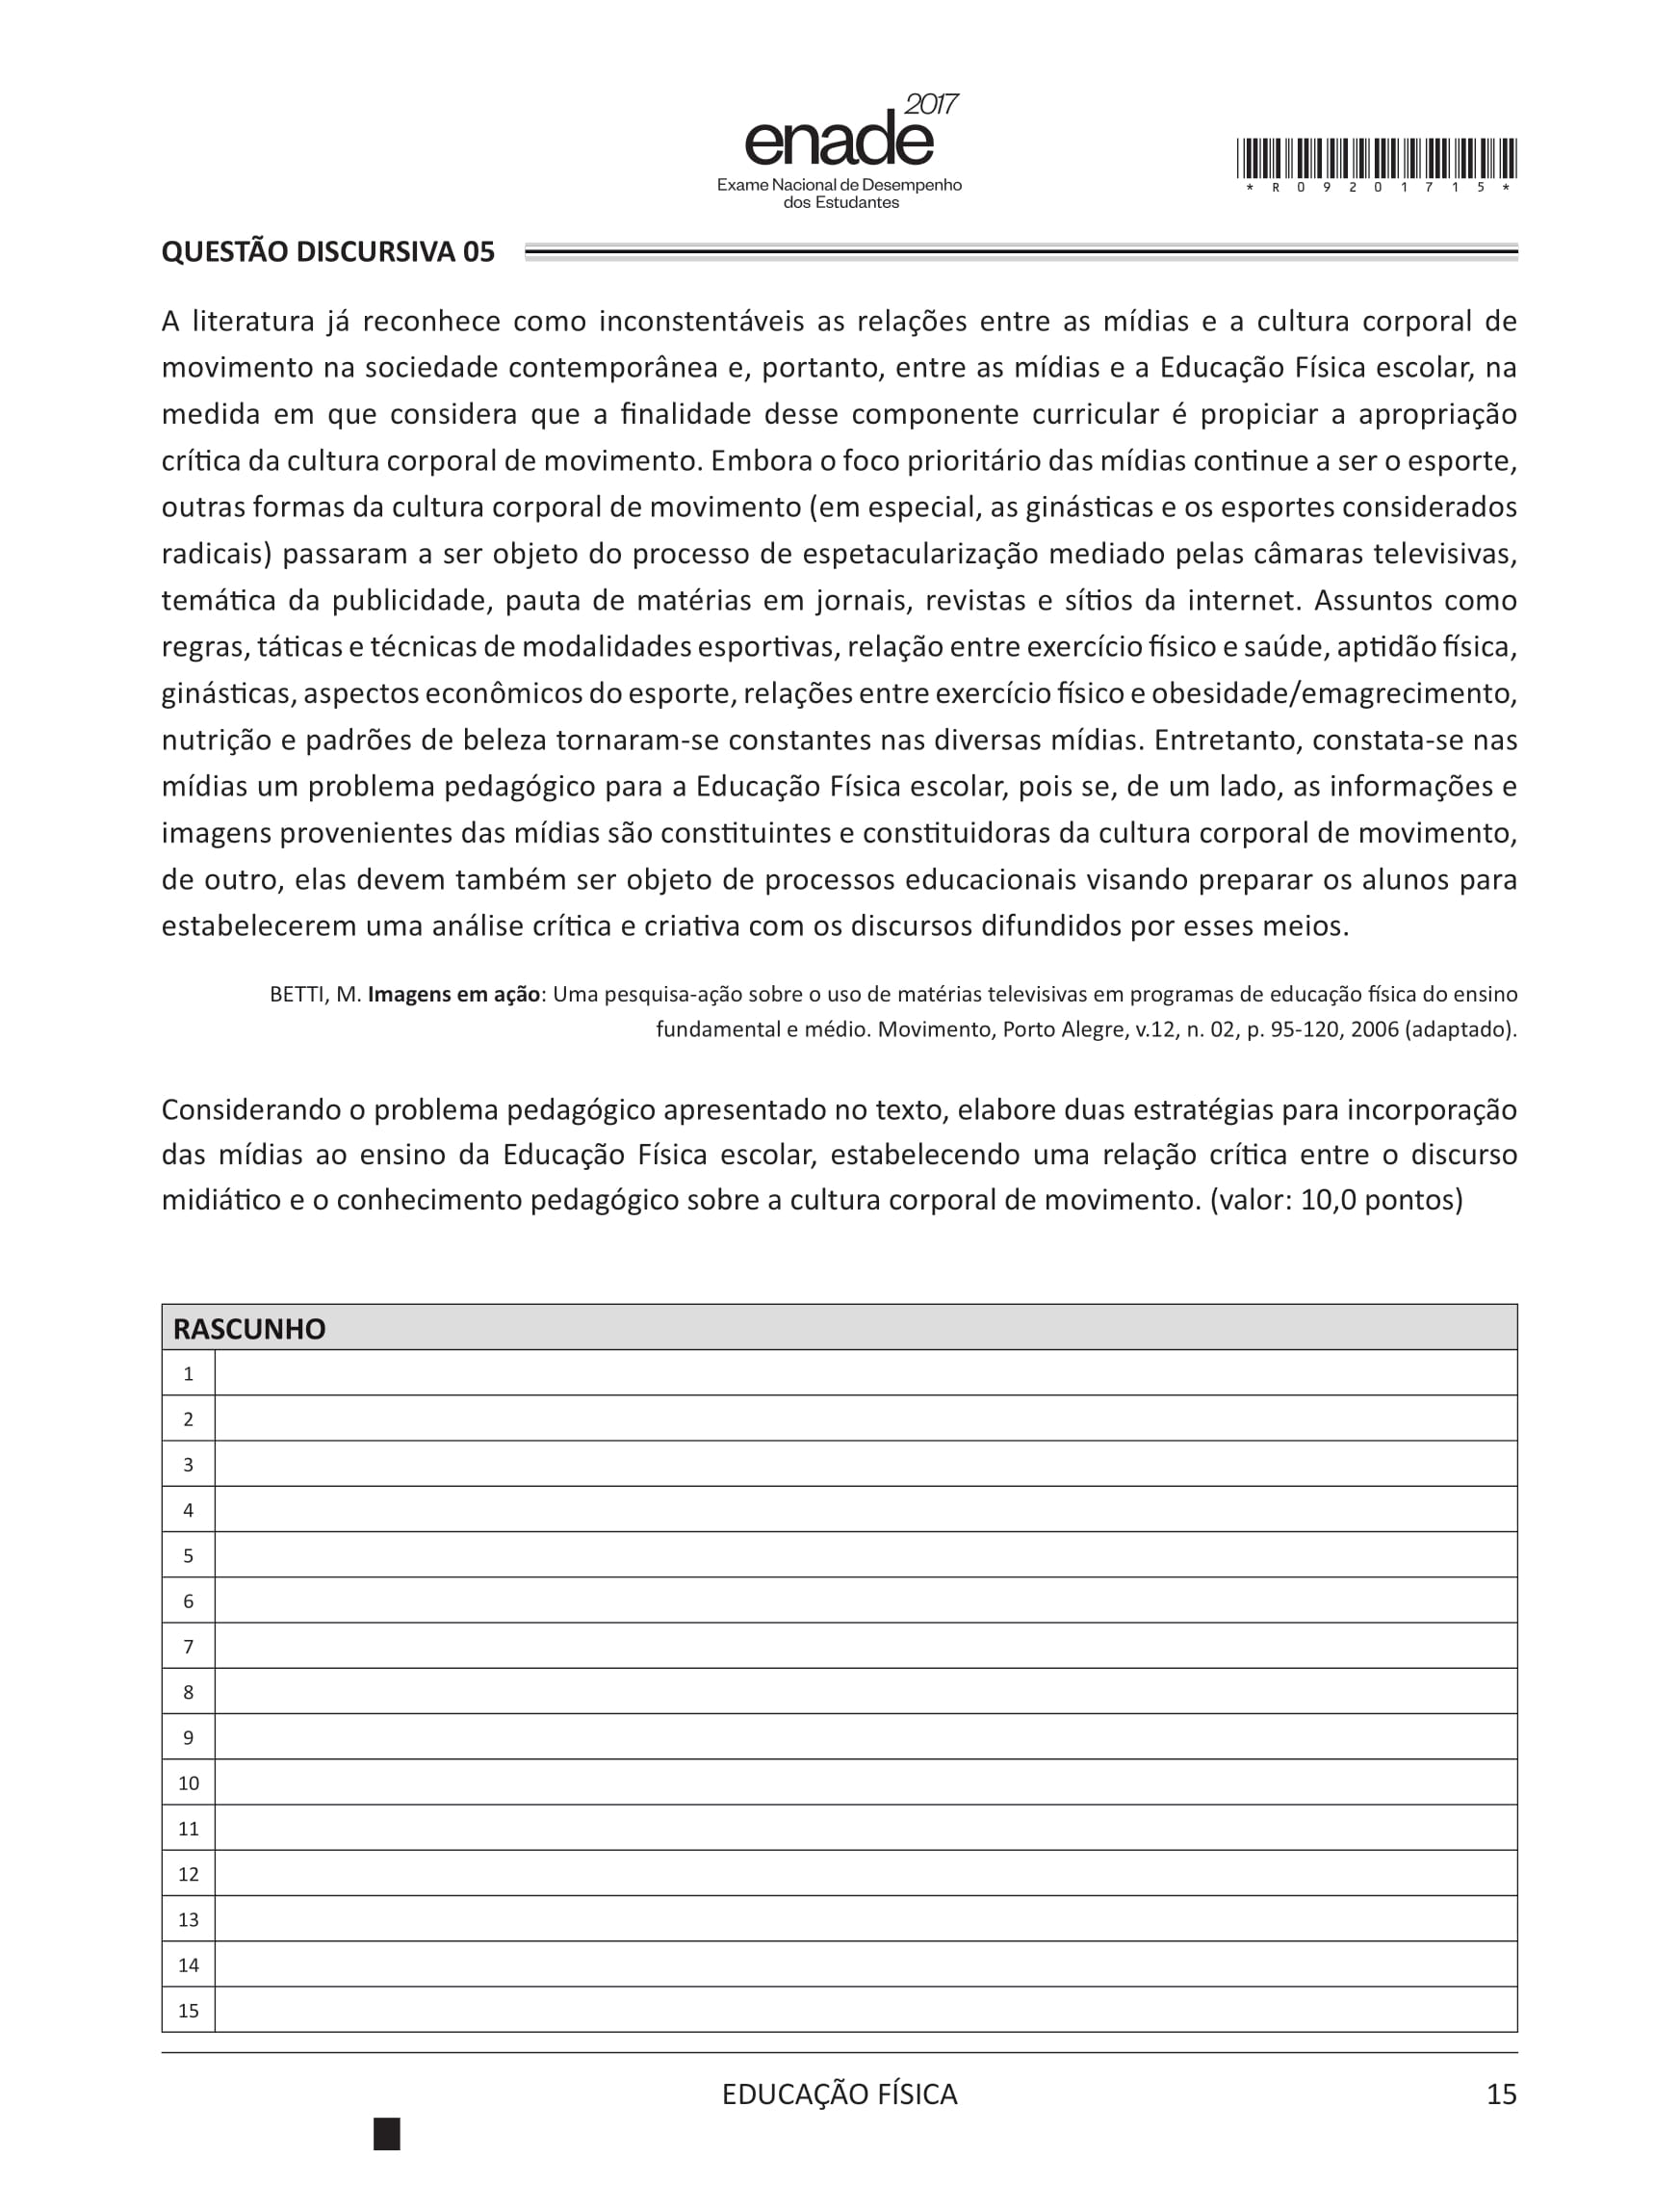 2017
enade
Exame Nacional de Desempenho
dos Estudantes
* R 0 9 2 0 1 7 1 5 *
QUESTÃO DISCURSIVA 05
A literatura já reconhece como inconstentáveis as relações entre as mídias e a cultura corporal de
movimento na sociedade contemporânea e, portanto, entre as mídias e a Educação Física escolar, na
medida em que considera que a finalidade desse componente curricular é propiciar a apropriação
crítica da cultura corporal de movimento. Embora o foco prioritário das mídias continue a ser o esporte,
outras formas da cultura corporal de movimento (em especial, as ginásticas e os esportes considerados
radicais) passaram a ser objeto do processo de espetacularização mediado pelas câmaras televisivas,
temática da publicidade, pauta de matérias em jornais, revistas e sítios da internet. Assuntos como
regras, táticas e técnicas de modalidades esportivas, relação entre exercício físico e saúde, aptidão física,
ginásticas, aspectos econômicos do esporte, relações entre exercício físico e obesidade/emagrecimento,
nutrição e padrões de beleza tornaram-se constantes nas diversas mídias. Entretanto, constata-se nas
mídias um problema pedagógico para a Educação Física escolar, pois se, de um lado, as informações e
imagens provenientes das mídias são constituintes e constituidoras da cultura corporal de movimento,
de outro, elas devem também ser objeto de processos educacionais visando preparar os alunos para
estabelecerem uma análise crítica e criativa com os discursos difundidos por esses meios.
BETTI, M. Imagens em ação: Uma pesquisa-ação sobre o uso de matérias televisivas em programas de educação física do ensino
fundamental e médio. Movimento, Porto Alegre, v.12, n. 02, p. 95-120, 2006 (adaptado).
Considerando o problema pedagógico apresentado no texto, elabore duas estratégias para incorporação
das mídias ao ensino da Educação Física escolar, estabelecendo uma relação crítica entre o discurso
midiático e o conhecimento pedagógico sobre a cultura corporal de movimento. (valor: 10,0 pontos)
RASCUNHO
1
2
3
4
5
6
7
8
9
10
11
12
13
14
15
EDUCAÇÃO FÍSICA
15